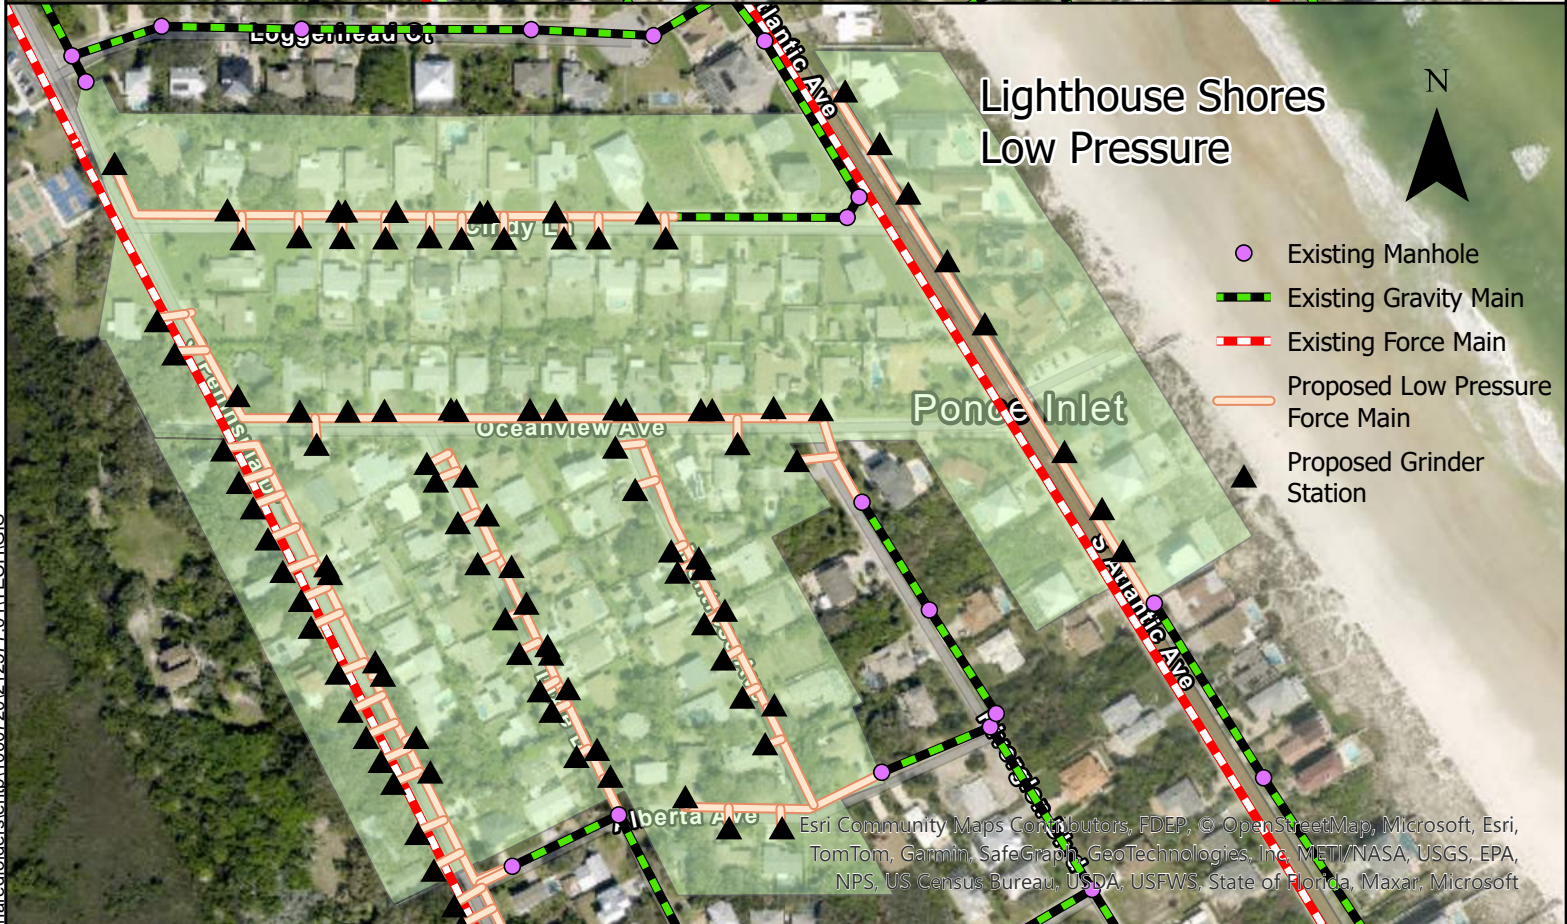 Loggerhead Ct
Atlantic Ave
Lighthouse Shores
Low Pressure
N
Cindy Ln
Existing Manhole
Existing Gravity Main
Existing Force Main
Proposed Low Pressure
Force Main
Proposed Grinder
Station
Ponce Inlet
Oceanview Ave
S Atlantic Ave
Alberta Ave
Esri Community Maps Contributors, FDEP, © OpenStreetMap, Microsoft, Esri,
TomTom, Garmin, SafeGraph, GeoTechnologies, Inc, METI/NASA, USGS, EPA,
NPS, US Census Bureau, USDA, USFWS, State of Florida, Maxar, Microsoft